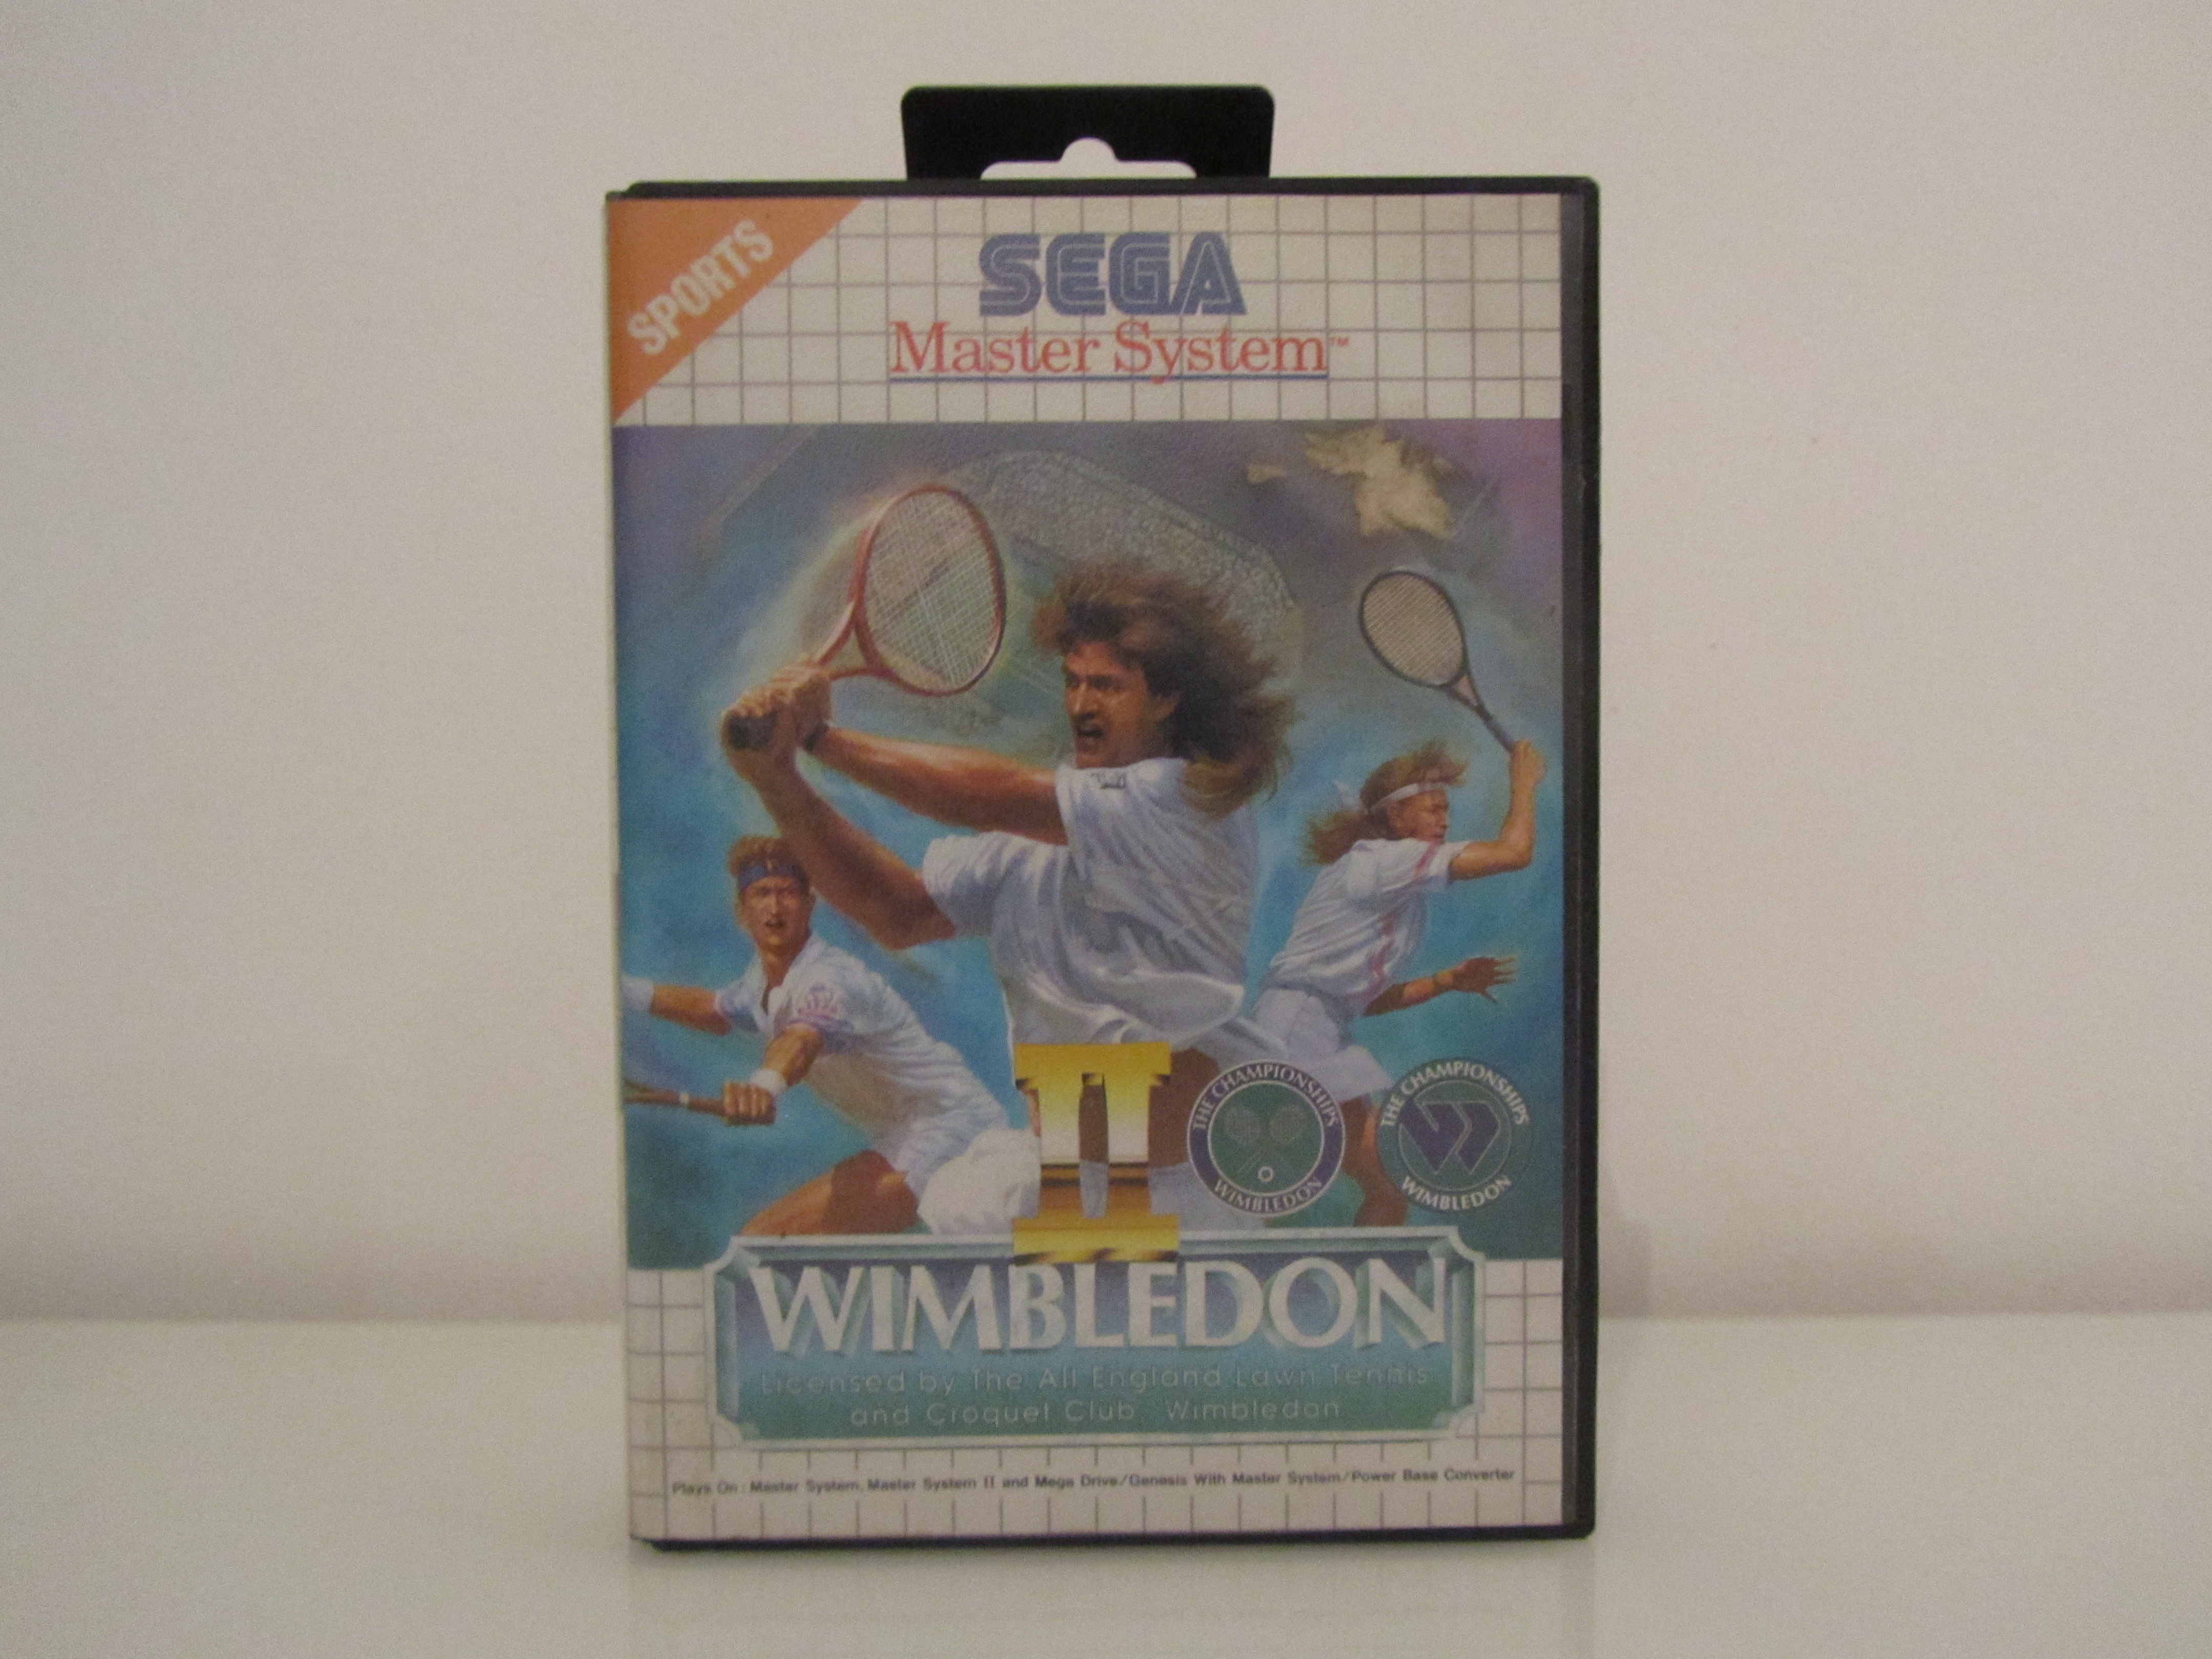 SPORTS
SEGA
Master System™
II
THE CHAMPIONSHIPS
WIMBLEDON
THE CHAMPIONSHIPS
WIMBLEDON
WIMBLEDON
Licensed by The All England Lawn Tennis
and Croquet Club, Wimbledon
Plays On : Master System, Master System II and Mega Drive/Genesis With Master System/Power Base Converter